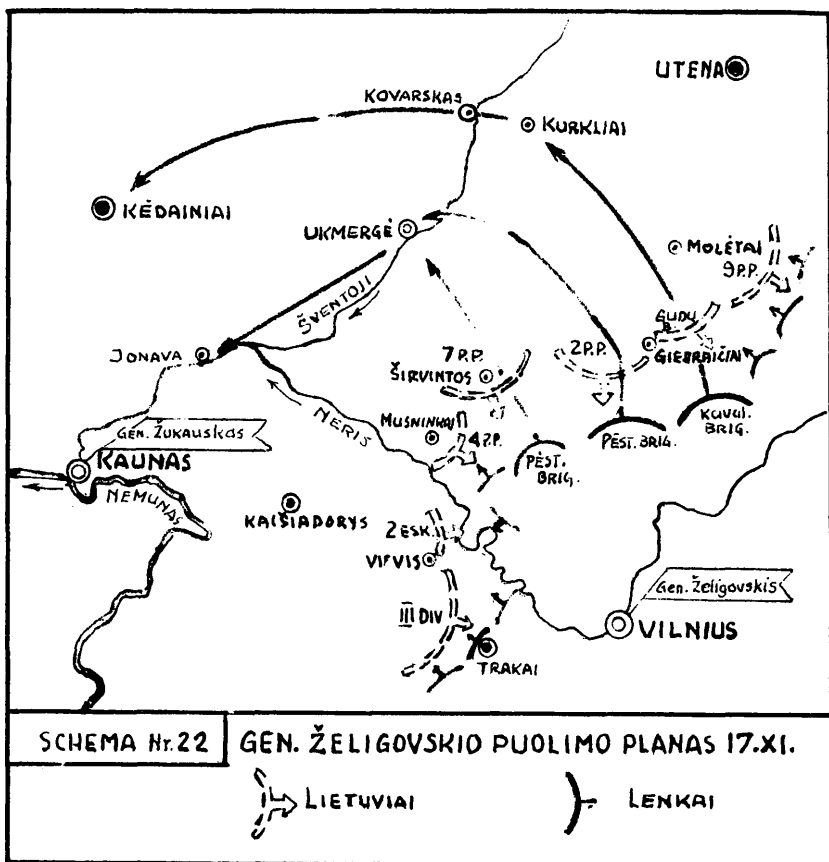 UTENA
KOVARSKAS
KURKLIAI
KĖDAINIAI
UKMERGĖ
MOLĖTAI
9 P.P.
ŠVENTOJI
GUDŲ
GIEDRAIČIAI
JONAVA
7 P.P.
2 P.P.
ŠIRVINTOS
NERIS
MUSNINKAI
4 P.
KAVAL.
BRIG.
PĖST. BRIG.
PĖST.
BRIG.
GEN. ŽUKAUSKAS
KAUNAS
NEMUNAS
KAIŠIADORYS
2 ESK.
VIEVIS
Gen. Želigovskis
III DIV
VILNIUS
TRAKAI
SCHEMA Nr. 22
GEN. ŽELIGOVSKIO PUOLIMO PLANAS 17.XI.
LIETUVIAI
LENKAI